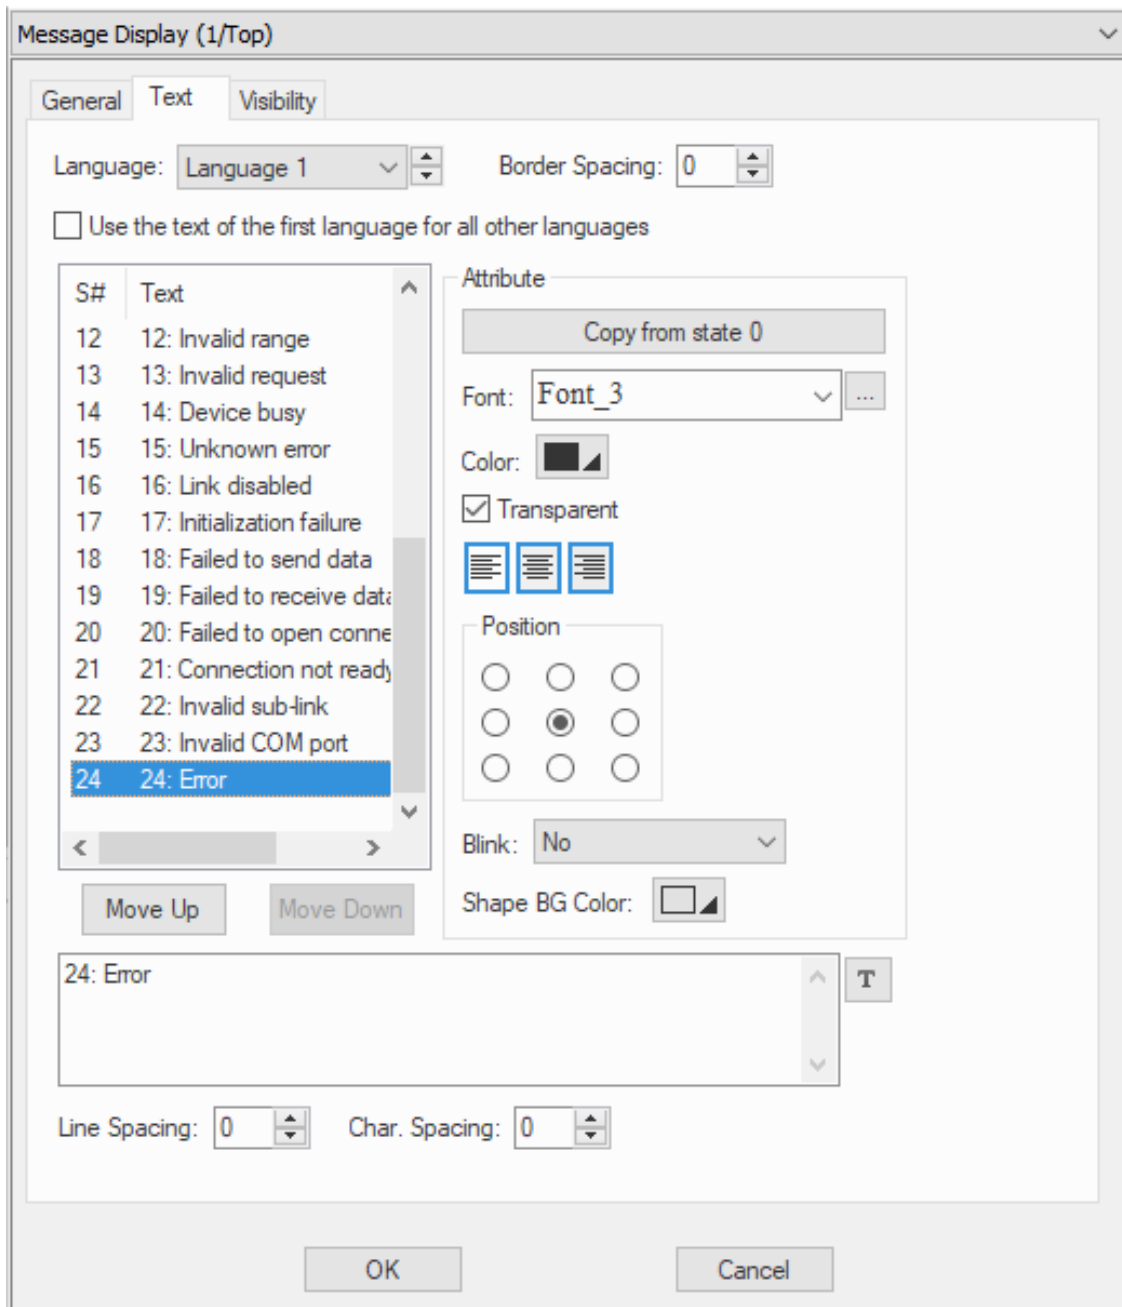 Message Display (1/Top)
General Text Visibility
Language: Language 1 Border Spacing: 0
Use the text of the first language for all other languages
S# Text
12 12: Invalid range
13 13: Invalid request
14 14: Device busy
15 15: Unknown error
16 16: Link disabled
17 17: Initialization failure
18 18: Failed to send data
19 19: Failed to receive data
20 20: Failed to open conne
21 21: Connection not ready
22 22: Invalid sub-link
23 23: Invalid COM port
24 24: Error
Move Up Move Down
Attribute
Copy from state 0
Font: Font_3 ...
Color:
Transparent
Position
Blink: No
Shape BG Color:
24: Error
T
Line Spacing: 0 Char. Spacing: 0
OK Cancel